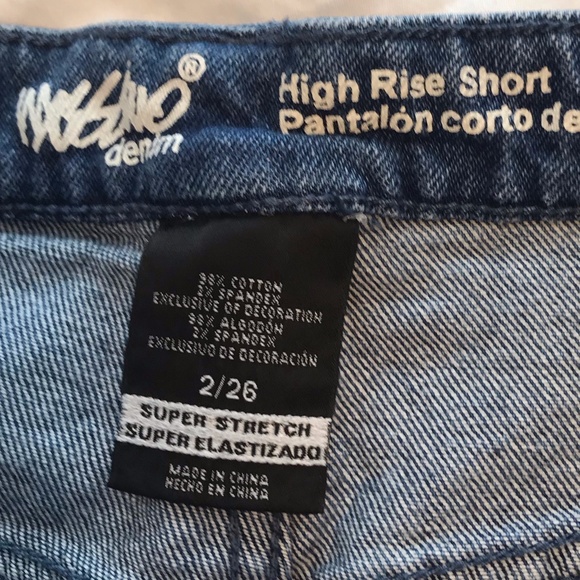 MOSSIMO®
denim
High Rise Short
Pantalón corto de
98% COTTON
2% SPANDEX
EXCLUSIVE OF DECORATION
98% ALGODÓN
2% SPANDEX
EXCLUSIVO DE DECORACIÓN
2/26
SUPER STRETCH
SUPER ELASTIZADO
MADE IN CHINA
HECHO EN CHINA